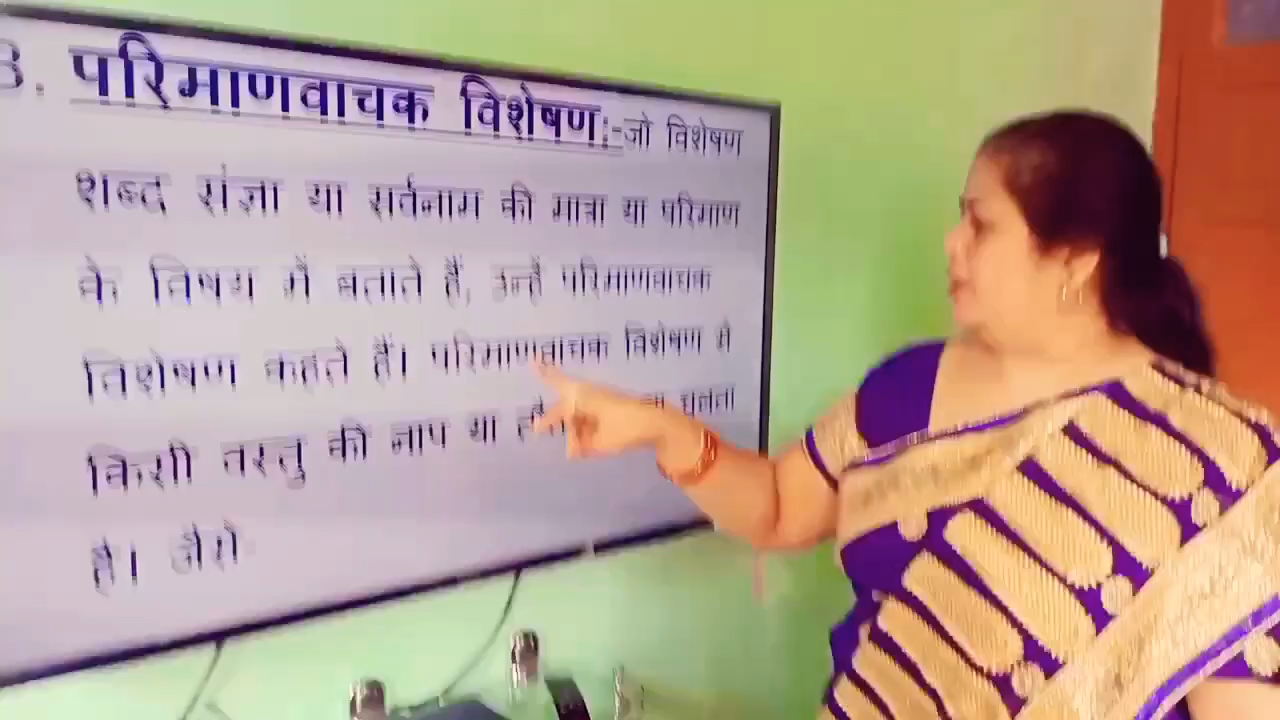 3. परिमाणवाचक विशेषण:-जो विशेषण
शब्द संज्ञा या सर्वनाम की मात्रा या परिमाण
के विषय में बताते हैं, उन्हें परिमाणवाचक
विशेषण कहते हैं। परिमाणवाचक विशेषण से
किसी वस्तु की नाप या चलता
है। जैसे